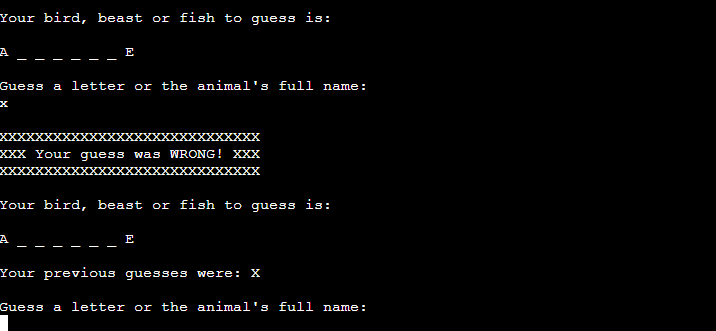 Your bird, beast or fish to guess is:
A _ _ _ _ _ _ E
Guess a letter or the animal's full name:
x
XXXXXXXXXXXXXXXXXXXXXXXXXXXXXX
XXX Your guess was WRONG! XXX
XXXXXXXXXXXXXXXXXXXXXXXXXXXXXX
Your bird, beast or fish to guess is:
A _ _ _ _ _ _ E
Your previous guesses were: X
Guess a letter or the animal's full name: